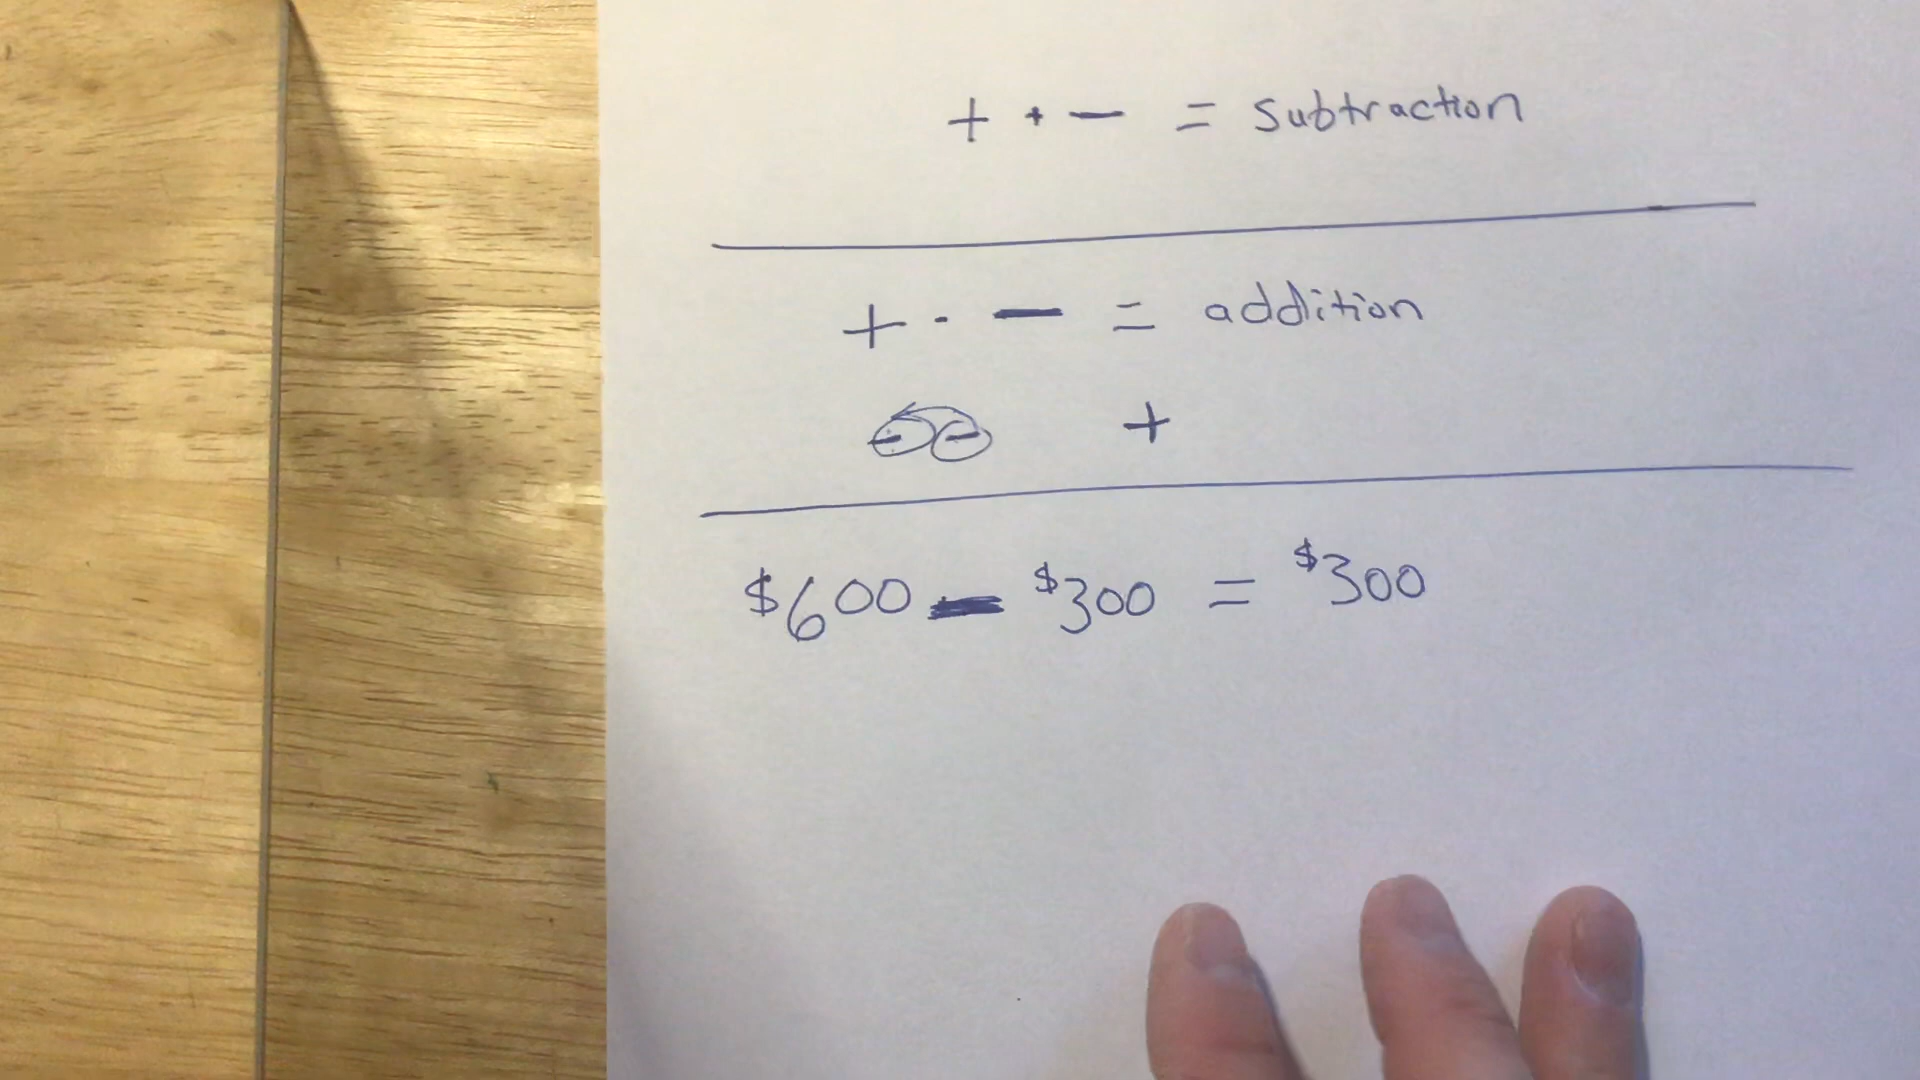 + + - = subtraction
+ - - = addition
- - +
$600 - $300 = $300